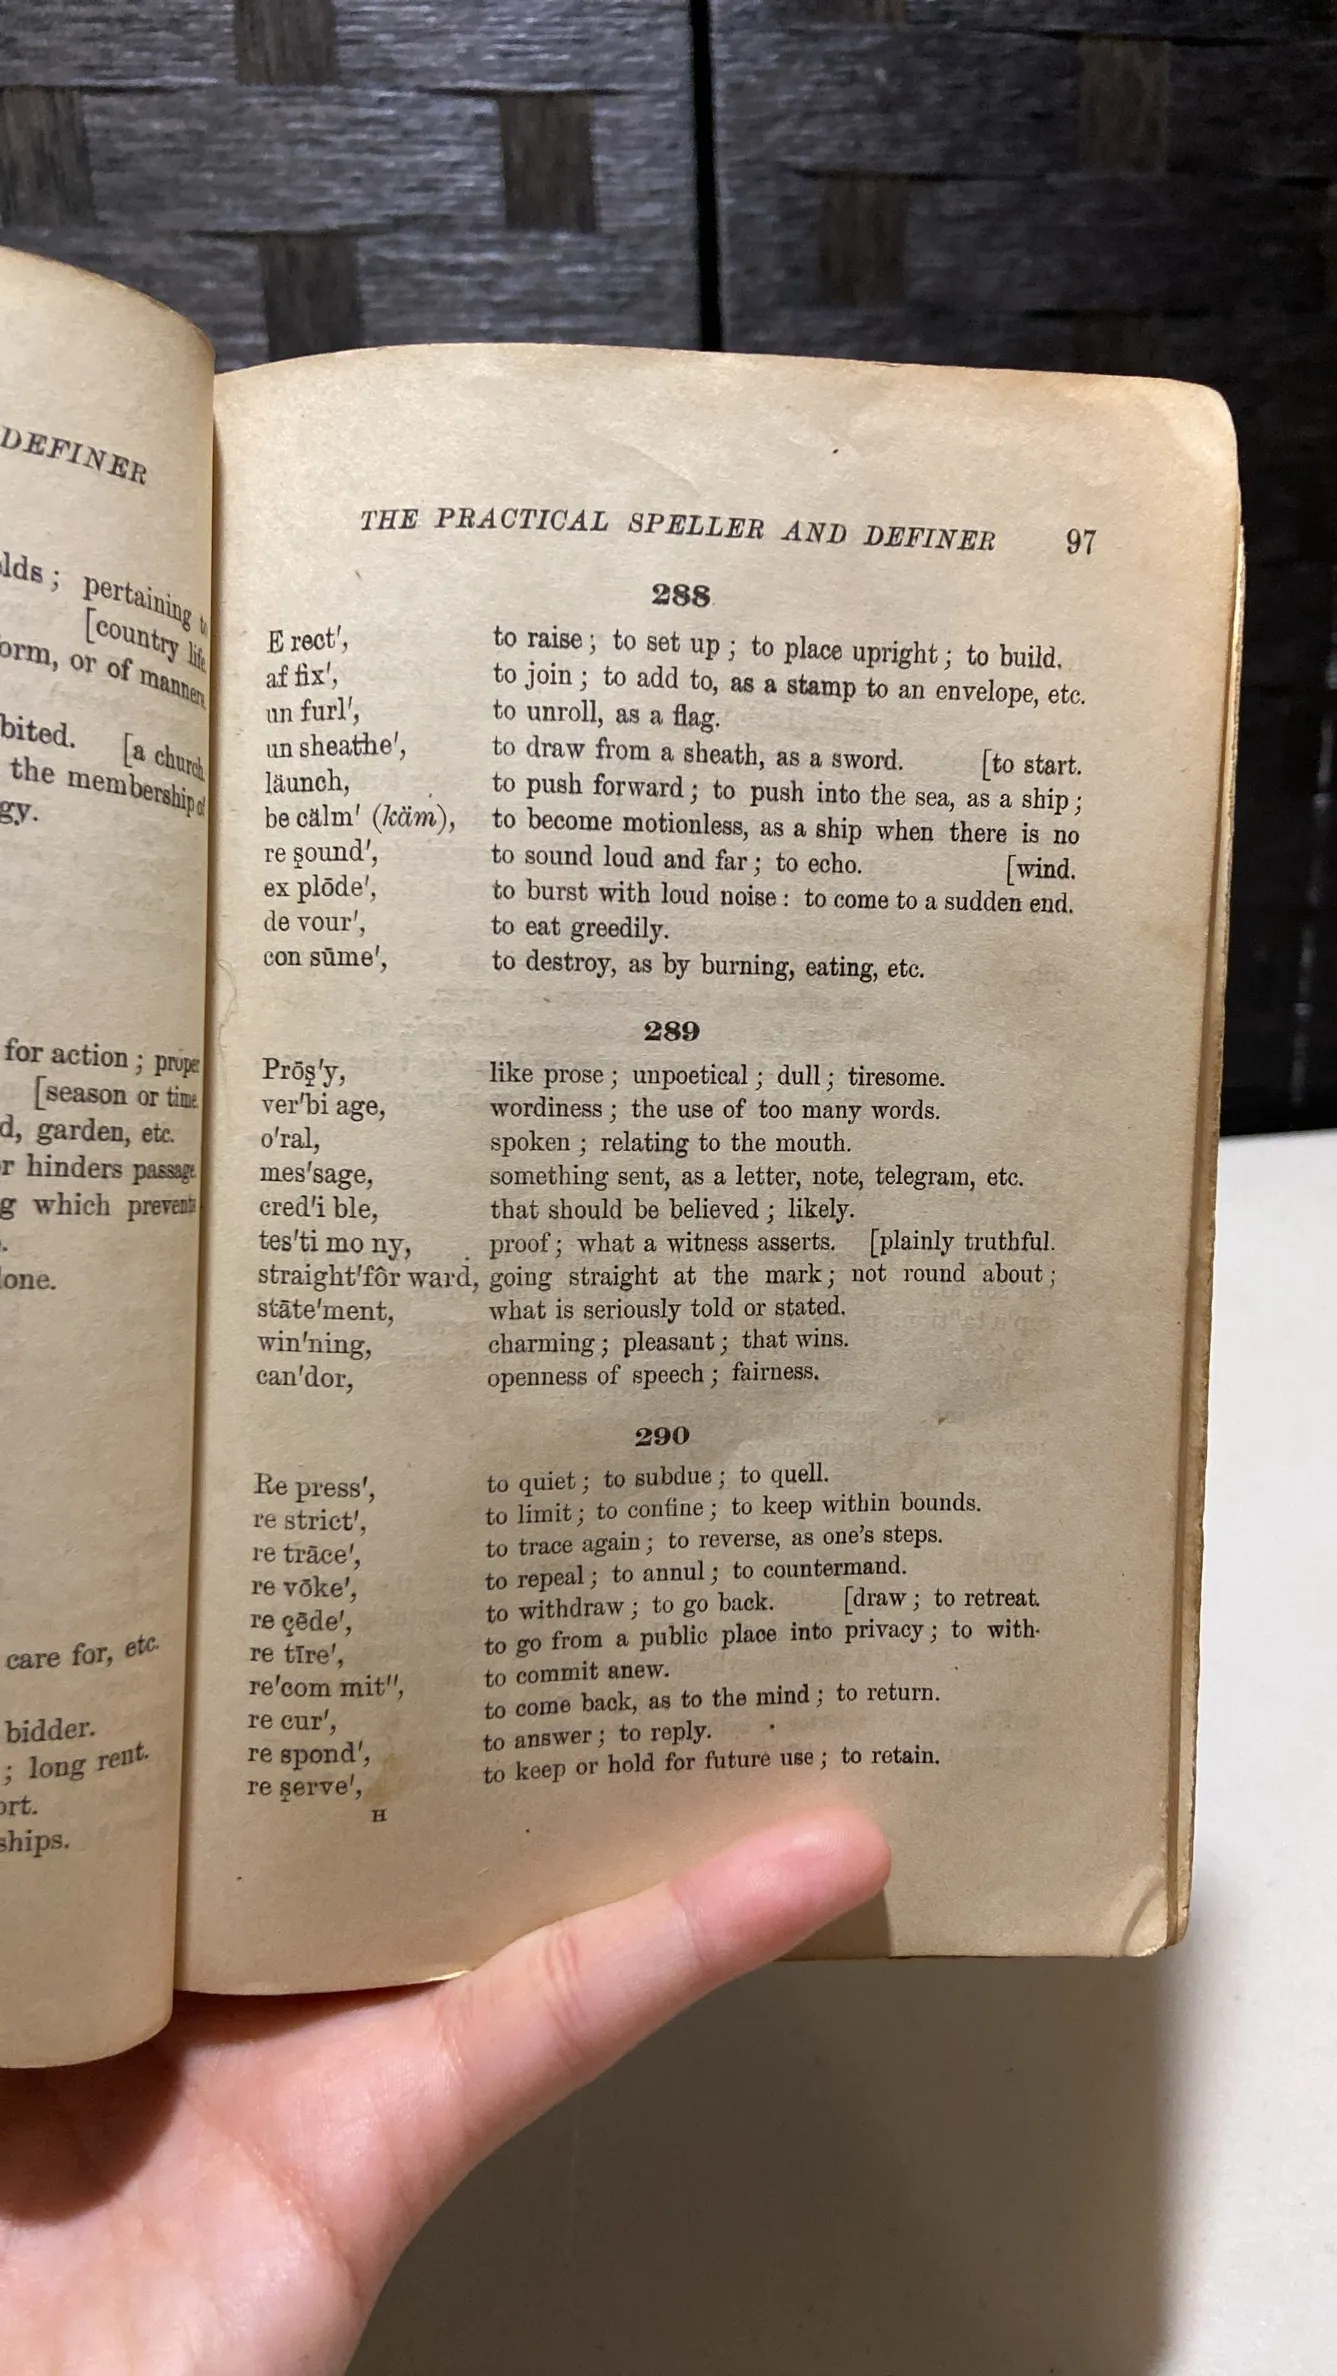 DEFINER
lds ; pertaining to
[country life
orm, or of manners
bited. [a church
the membership of
gy.
for action ; proper
[season or time
d, garden, etc.
r hinders passage
g which prevents
lone.
care for, etc.
bidder.
; long rent.
ort.
ships.
THE PRACTICAL SPELLER AND DEFINER 97
288
E rect′, to raise ; to set up ; to place upright ; to build.
af fix′, to join ; to add to, as a stamp to an envelope, etc.
un furl′, to unroll, as a flag.
un sheathe′, to draw from a sheath, as a sword. [to start.
läunch, to push forward ; to push into the sea, as a ship ;
be cälm′ (käm), to become motionless, as a ship when there is no
re şound′, to sound loud and far ; to echo. [wind.
ex plōde′, to burst with loud noise : to come to a sudden end.
de vour′, to eat greedily.
con sūme′, to destroy, as by burning, eating, etc.
289
Prōş′y, like prose ; unpoetical ; dull ; tiresome.
ver′bi age, wordiness ; the use of too many words.
o′ral, spoken ; relating to the mouth.
mes′sage, something sent, as a letter, note, telegram, etc.
cred′i ble, that should be believed ; likely.
tes′ti mo ny, proof ; what a witness asserts. [plainly truthful.
straight′fôr ward, going straight at the mark ; not round about ;
stāte′ment, what is seriously told or stated.
win′ning, charming ; pleasant ; that wins.
can′dor, openness of speech ; fairness.
290
Re press′, to quiet ; to subdue ; to quell.
re strict′, to limit ; to confine ; to keep within bounds.
re trāce′, to trace again ; to reverse, as one's steps.
re vōke′, to repeal ; to annul ; to countermand.
re çēde′, to withdraw ; to go back. [draw ; to retreat.
re tīre′, to go from a public place into privacy ; to with-
re′com mit″, to commit anew.
re cur′, to come back, as to the mind ; to return.
re spond′, to answer ; to reply.
re şerve′, to keep or hold for future use ; to retain.
H